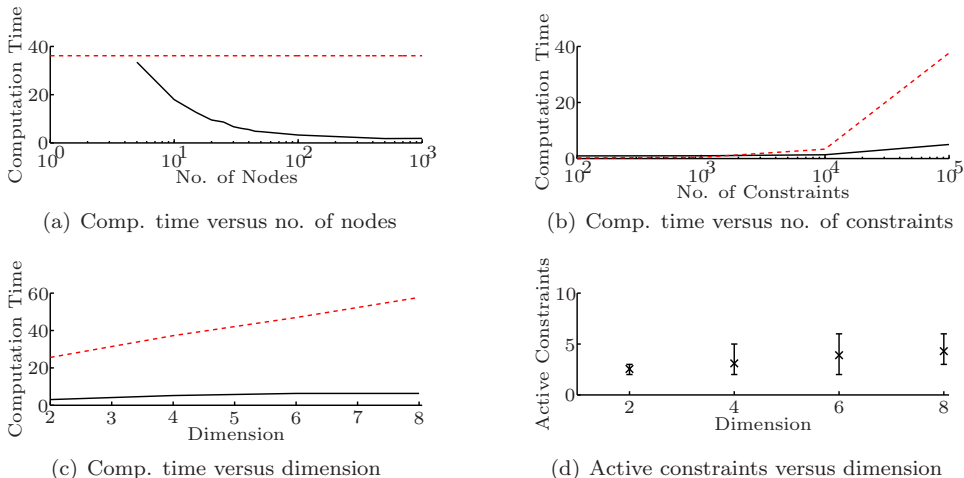 Computation Time
40
20
0
10^0
10^1
10^2
10^3
No. of Nodes
(a) Comp. time versus no. of nodes
Computation Time
40
20
0
10^2
10^3
10^4
10^5
No. of Constraints
(b) Comp. time versus no. of constraints
Computation Time
60
40
20
0
2 3 4 5 6 7 8
Dimension
(c) Comp. time versus dimension
Active Constraints
10
5
0
2 4 6 8
Dimension
(d) Active constraints versus dimension